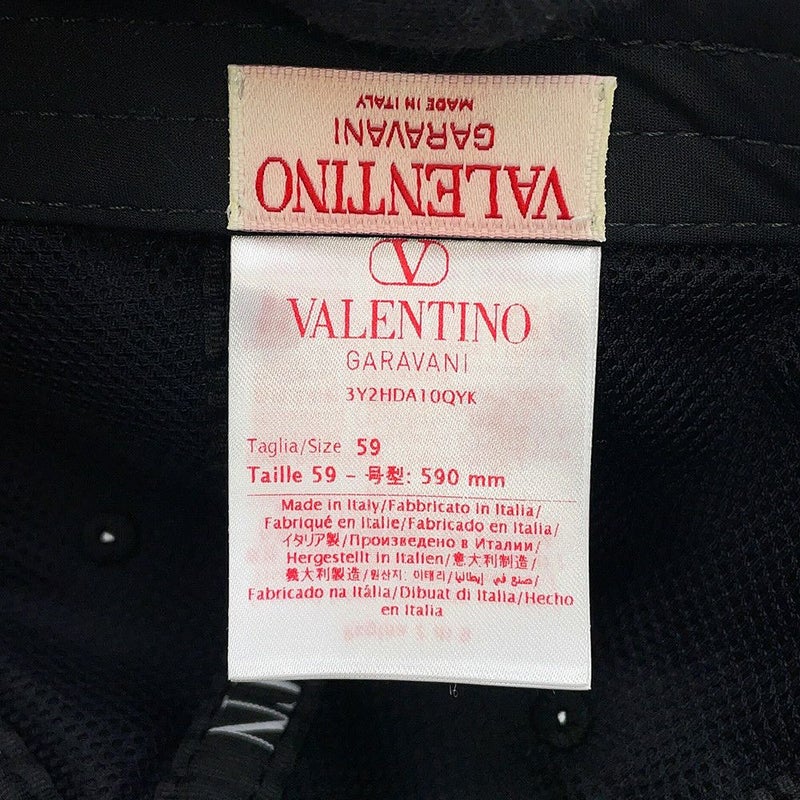 VALENTINO
GARAVANI
MADE IN ITALY
V
VALENTINO
GARAVANI
3Y2HDA10QYK
Taglia/Size 59
Taille 59 - 号型: 590 mm
Made in Italy/Fabbricato in Italia/
Fabriqué en Italie/Fabricado en Italia/
イタリア製/Произведено в Италии/
Hergestellt in Italien/意大利制造/
義大利製造/원산지: 이태리/صنع في إيطاليا/
Fabricado na Itália/Dibuat di Italia/Hecho
en Italia